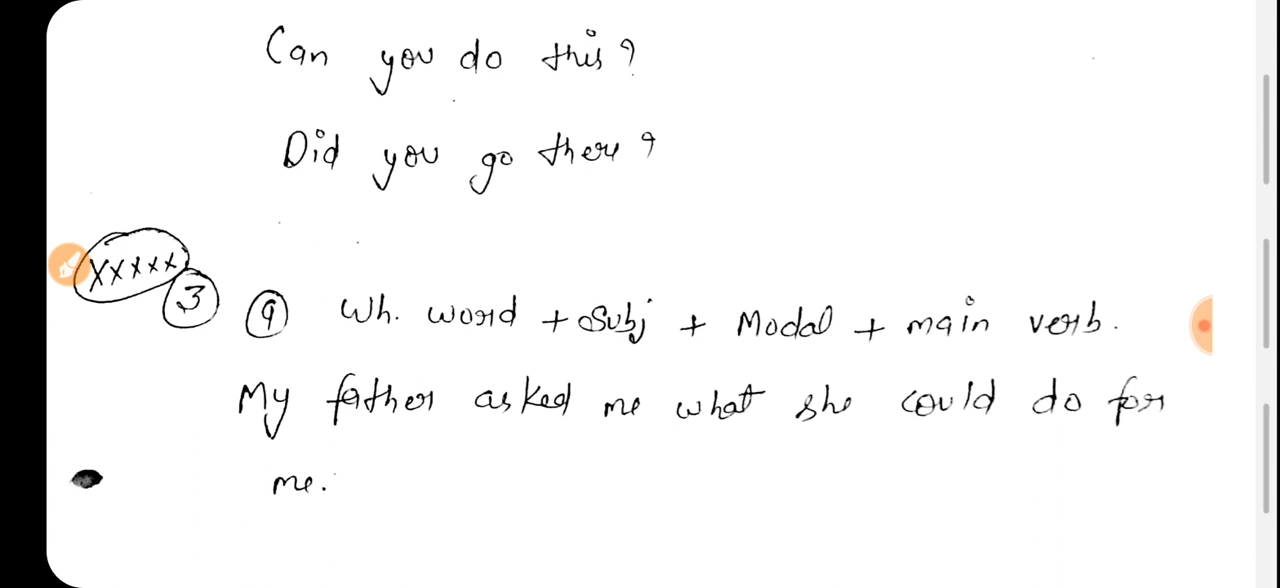 Can you do this?
Did you go there?
XXXXX
3 a Wh. word + Subj + Modal + main verb.
My father asked me what she could do for
me.